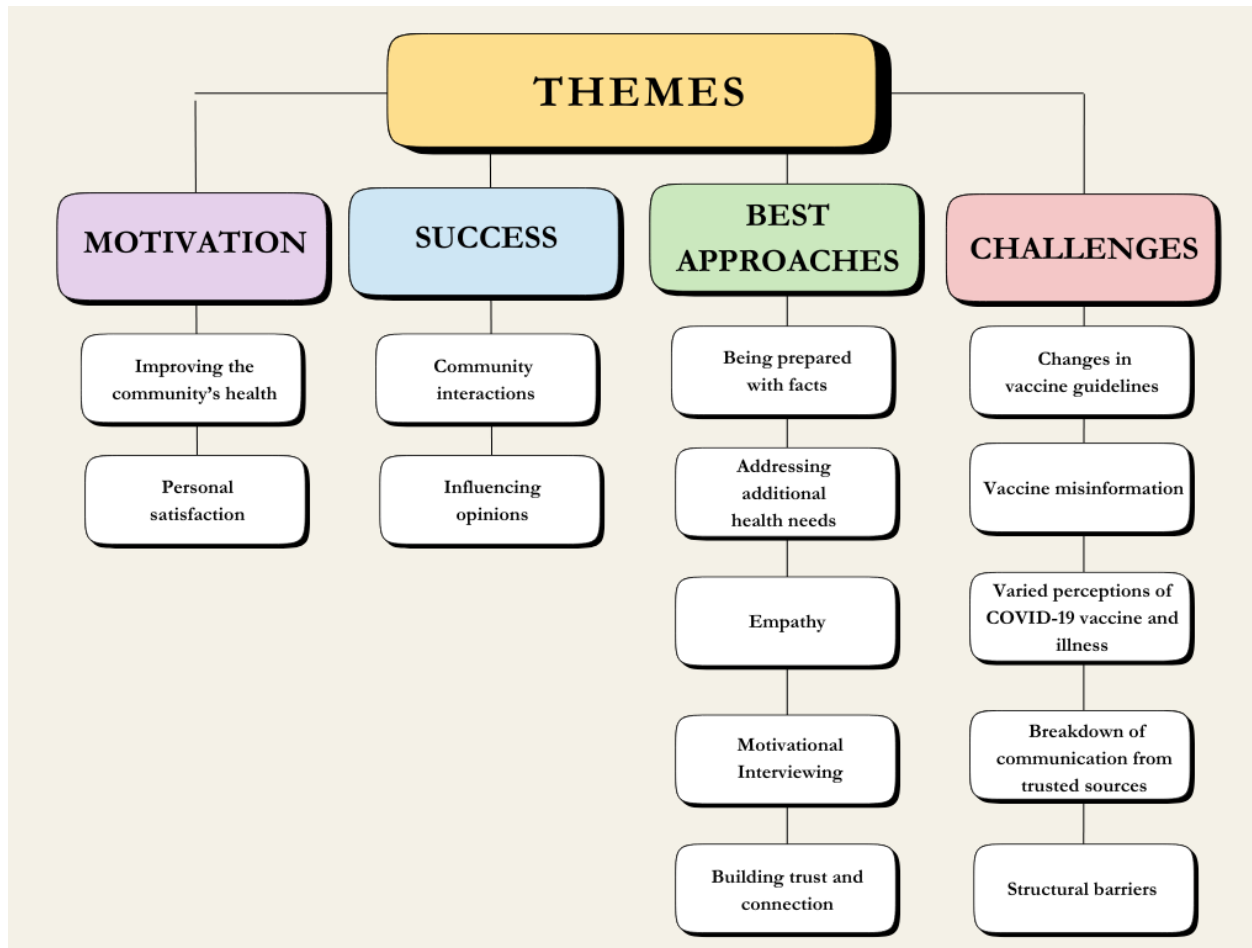 THEMES
MOTIVATION
Improving the
community's health
Personal
satisfaction
SUCCESS
Community
interactions
Influencing
opinions
BEST
APPROACHES
Being prepared
with facts
Addressing
additional
health needs
Empathy
Motivational
Interviewing
Building trust and
connection
CHALLENGES
Changes in
vaccine guidelines
Vaccine misinformation
Varied perceptions of
COVID-19 vaccine and
illness
Breakdown of
communication from
trusted sources
Structural barriers